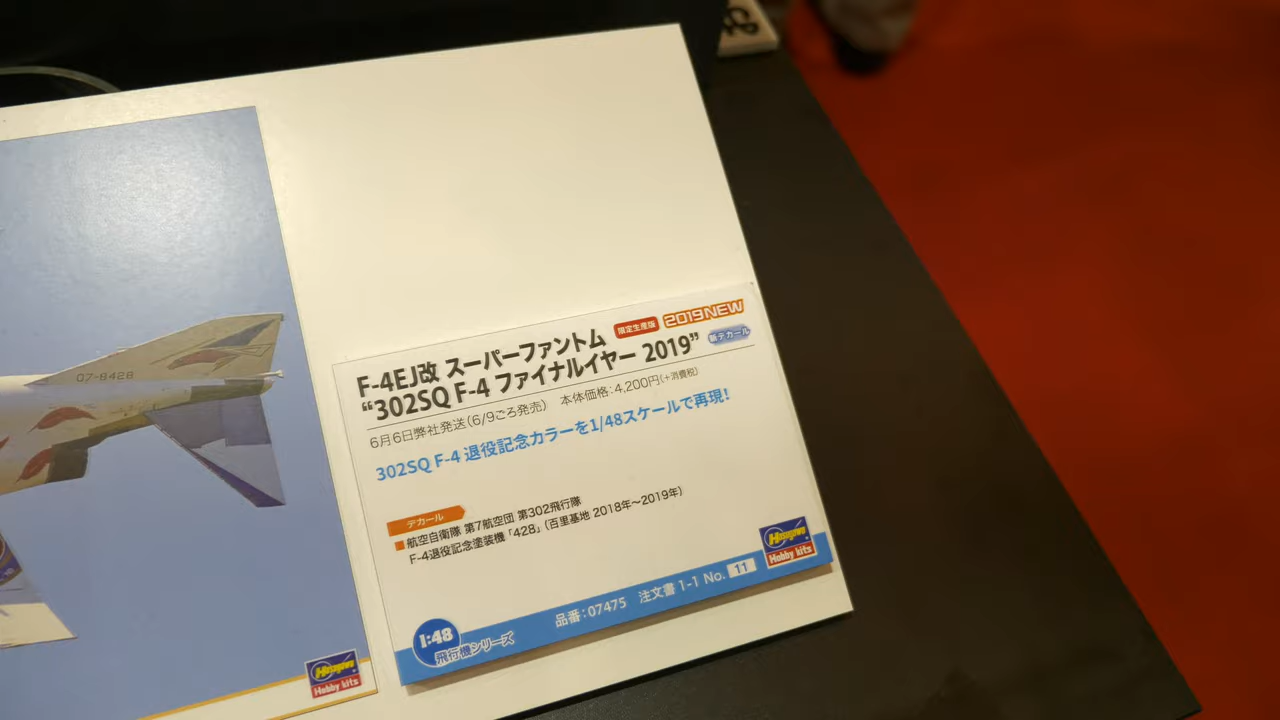 07-8428
Hasegawa
Hobby kits
F-4EJ改 スーパーファントム 限定生産版 2019 NEW
“302SQ F-4 ファイナルイヤー 2019” 新デカール
6月6日弊社発送(6/9ごろ発売) 本体価格:4,200円(+消費税)
302SQ F-4 退役記念カラーを1/48スケールで再現!
デカール
■航空自衛隊 第7航空団 第302飛行隊
F-4退役記念塗装機「428」(百里基地 2018年〜2019年)
Hasegawa
Hobby kits
1:48
飛行機シリーズ
品番:07475 注文書 1-1 No. 11